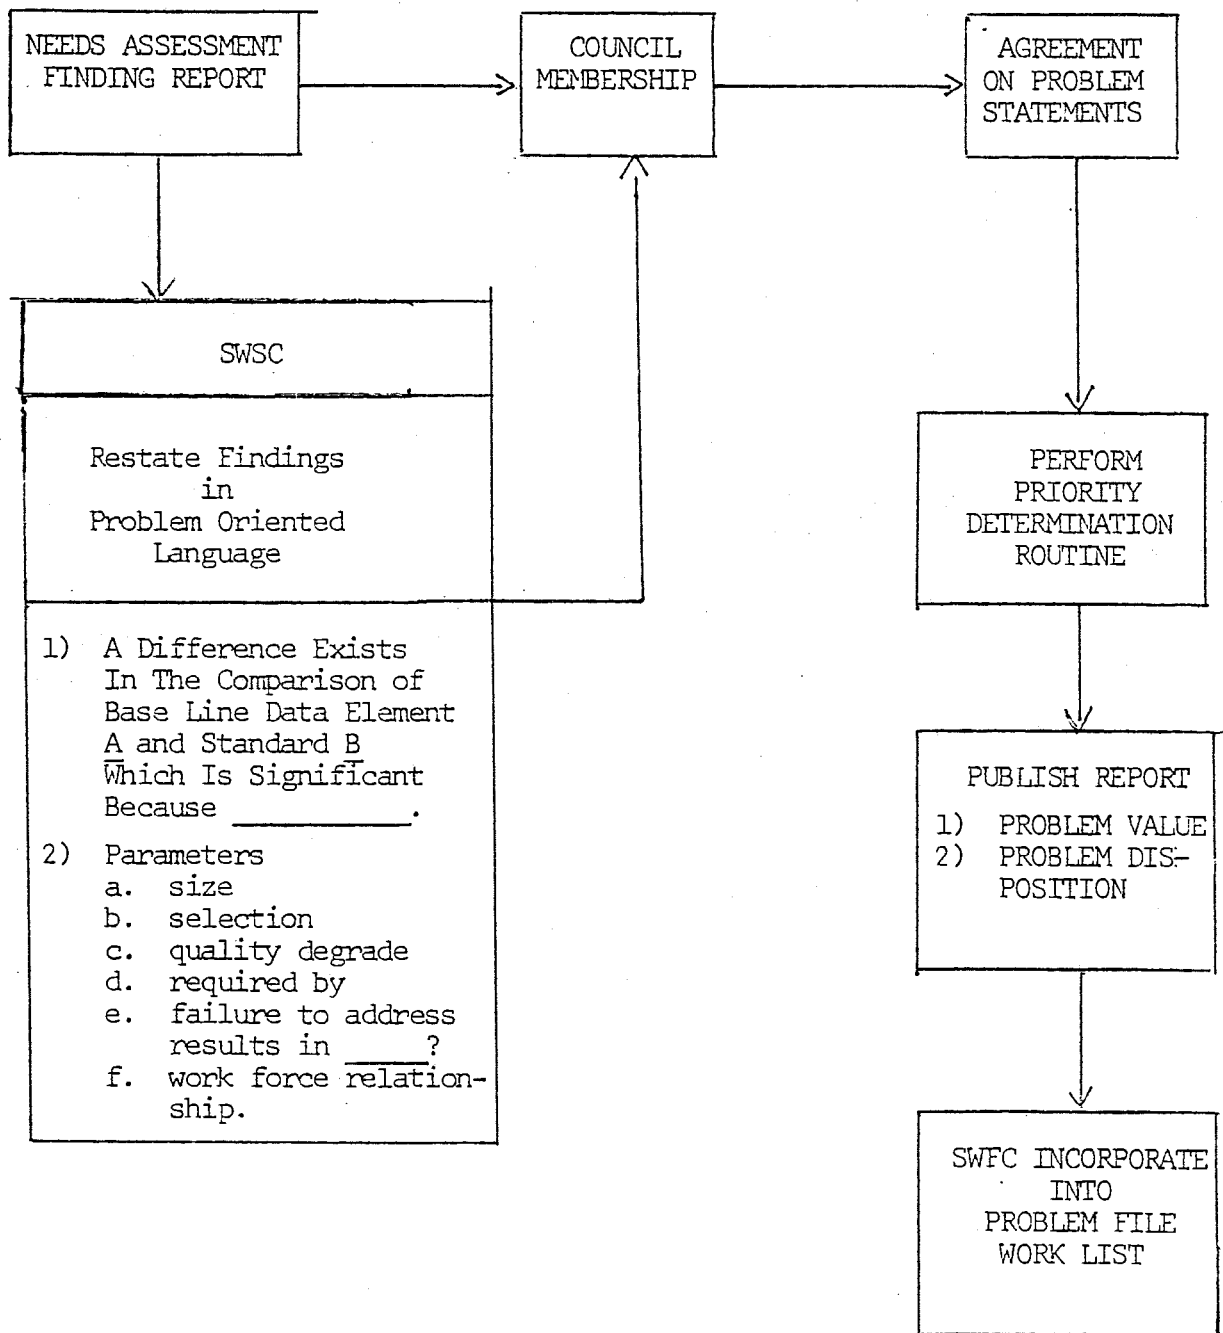 NEEDS ASSESSMENT
FINDING REPORT
COUNCIL
MEMBERSHIP
AGREEMENT
ON PROBLEM
STATEMENTS
SWSC
Restate Findings
in
Problem Oriented
Language
1) A Difference Exists
In The Comparison of
Base Line Data Element
A and Standard B
Which Is Significant
Because __________.
2) Parameters
a. size
b. selection
c. quality degrade
d. required by
e. failure to address
results in _____?
f. work force relation-
ship.
PERFORM
PRIORITY
DETERMINATION
ROUTINE
PUBLISH REPORT
1) PROBLEM VALUE
2) PROBLEM DIS-
POSITION
SWFC INCORPORATE
INTO
PROBLEM FILE
WORK LIST